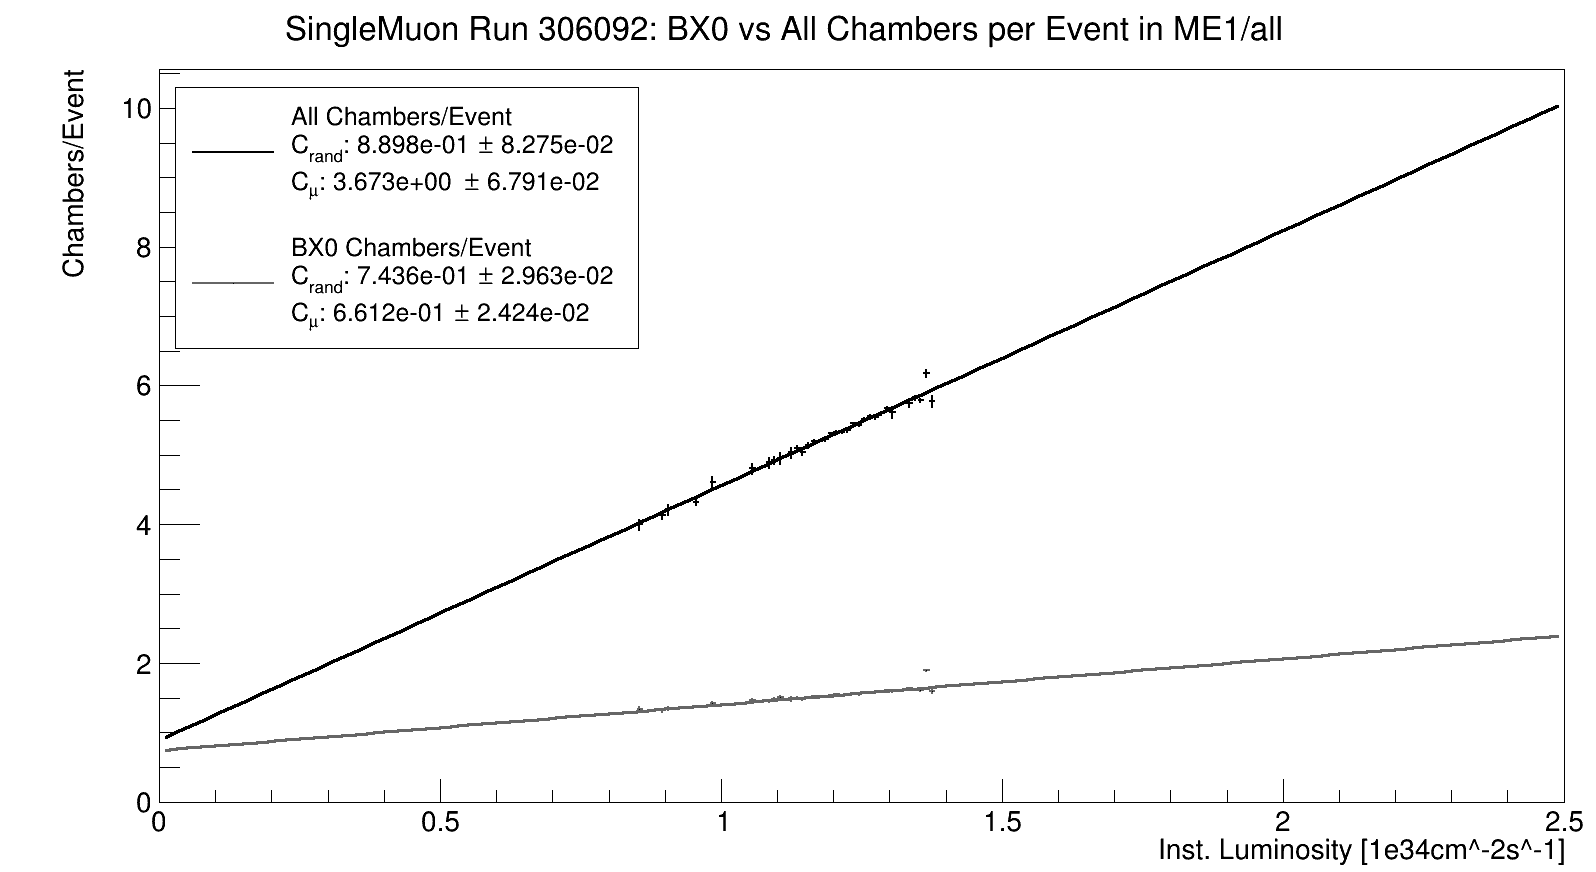 SingleMuon Run 306092: BX0 vs All Chambers per Event in ME1/all
Chambers/Event
10
8
6
4
2
0
All Chambers/Event
C_rand: 8.898e-01 ± 8.275e-02
C_μ: 3.673e+00 ± 6.791e-02
BX0 Chambers/Event
C_rand: 7.436e-01 ± 2.963e-02
C_μ: 6.612e-01 ± 2.424e-02
0 0.5 1 1.5 2 2.5
Inst. Luminosity [1e34cm^-2s^-1]